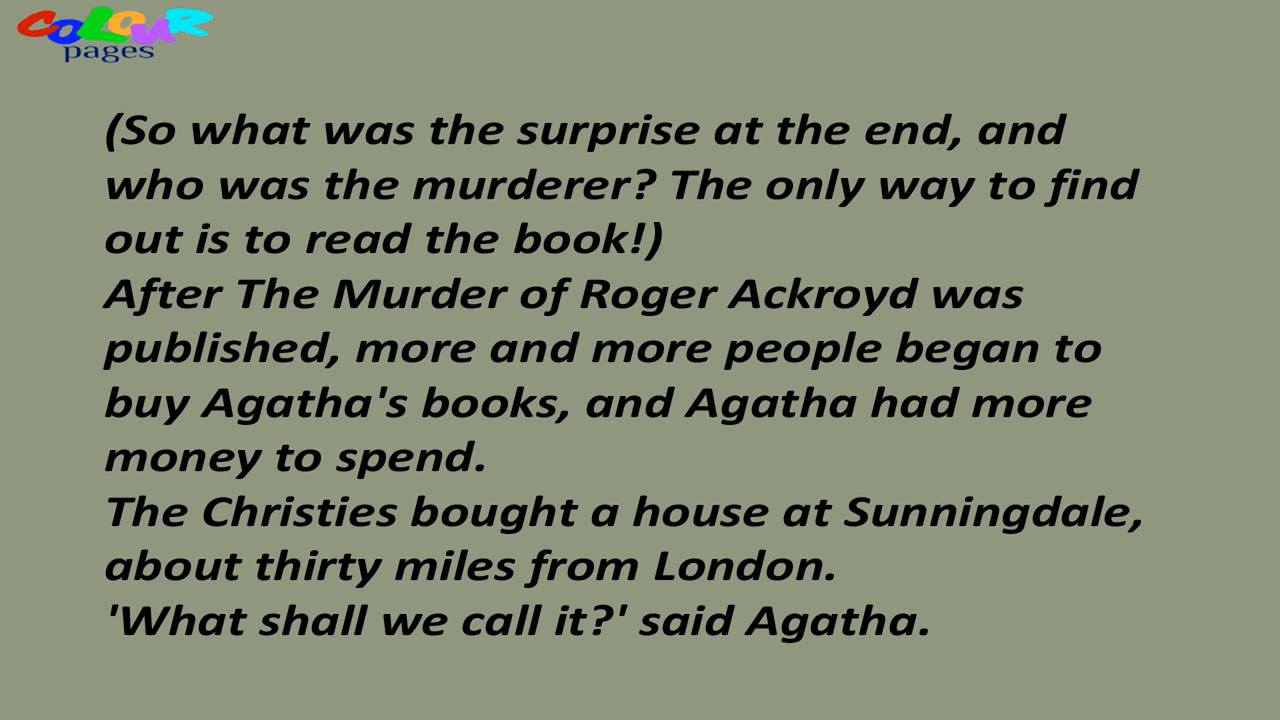 COLOUR
pages
(So what was the surprise at the end, and
who was the murderer? The only way to find
out is to read the book!)
After The Murder of Roger Ackroyd was
published, more and more people began to
buy Agatha's books, and Agatha had more
money to spend.
The Christies bought a house at Sunningdale,
about thirty miles from London.
'What shall we call it?' said Agatha.